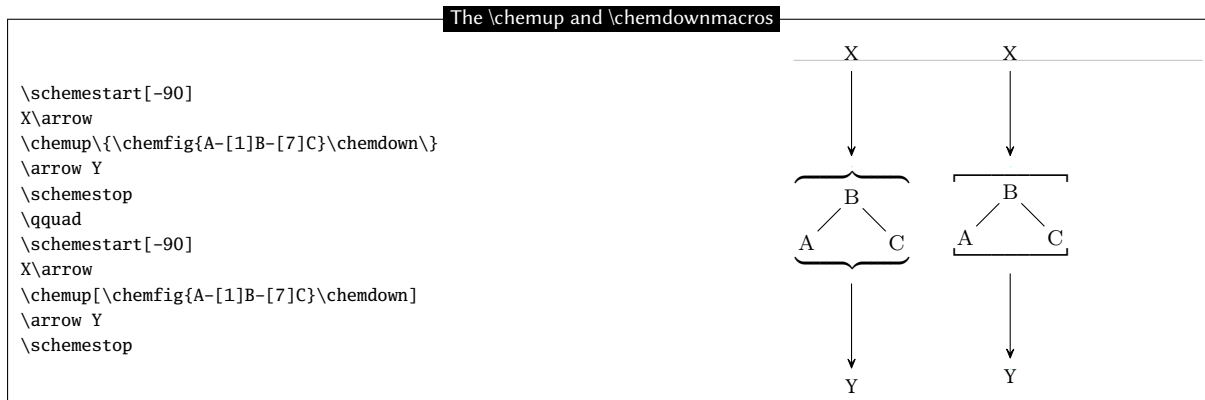 The \chemup and \chemdownmacros
\schemestart[-90]
X\arrow
\chemup\{\chemfig{A-[1]B-[7]C}\chemdown\}
\arrow Y
\schemestop
\qquad
\schemestart[-90]
X\arrow
\chemup[\chemfig{A-[1]B-[7]C}\chemdown]
\arrow Y
\schemestop
X X
B B
A C A C
Y Y